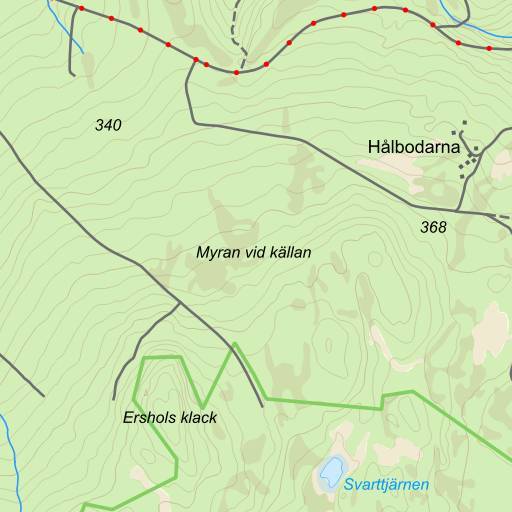 340
Hålbodarna
368
Myran vid källan
Ershols klack
Svarttjärnen